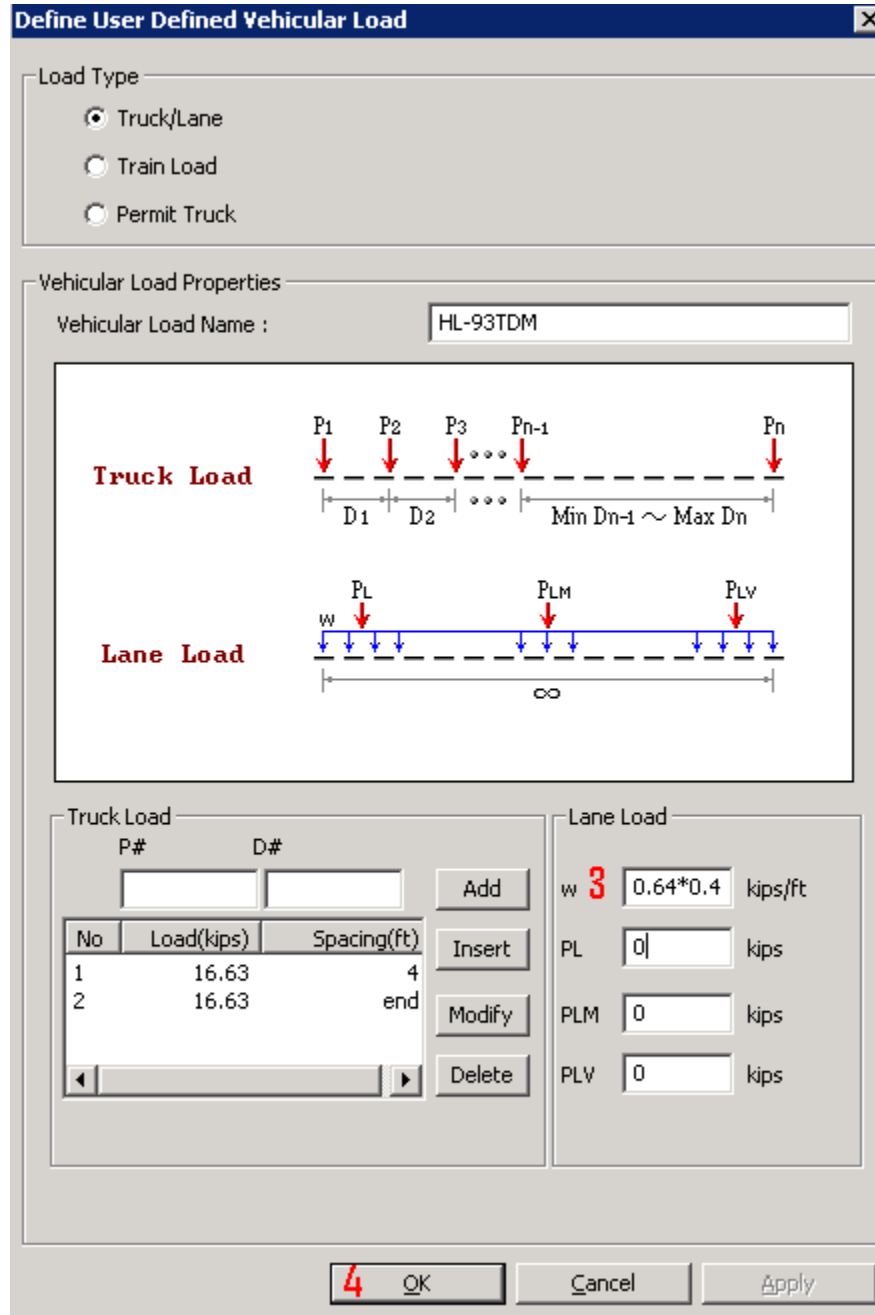 Define User Defined Vehicular Load
Load Type
Truck/Lane
Train Load
Permit Truck
Vehicular Load Properties
Vehicular Load Name : HL-93TDM
P1 P2 P3 Pn-1 Pn
Truck Load
D1 D2 Min Dn-1 ~ Max Dn
PL PLM PLV
w
Lane Load
∞
Truck Load
P# D#
Add
No Load(kips) Spacing(ft)
Insert
1 16.63 4
2 16.63 end
Modify
Delete
Lane Load
w 3 0.64*0.4 kips/ft
PL 0 kips
PLM 0 kips
PLV 0 kips
4 OK Cancel Apply